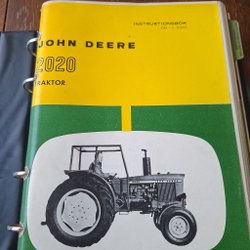 INSTRUKTIONSBOK
JOHN DEERE
2020
RAKTOR